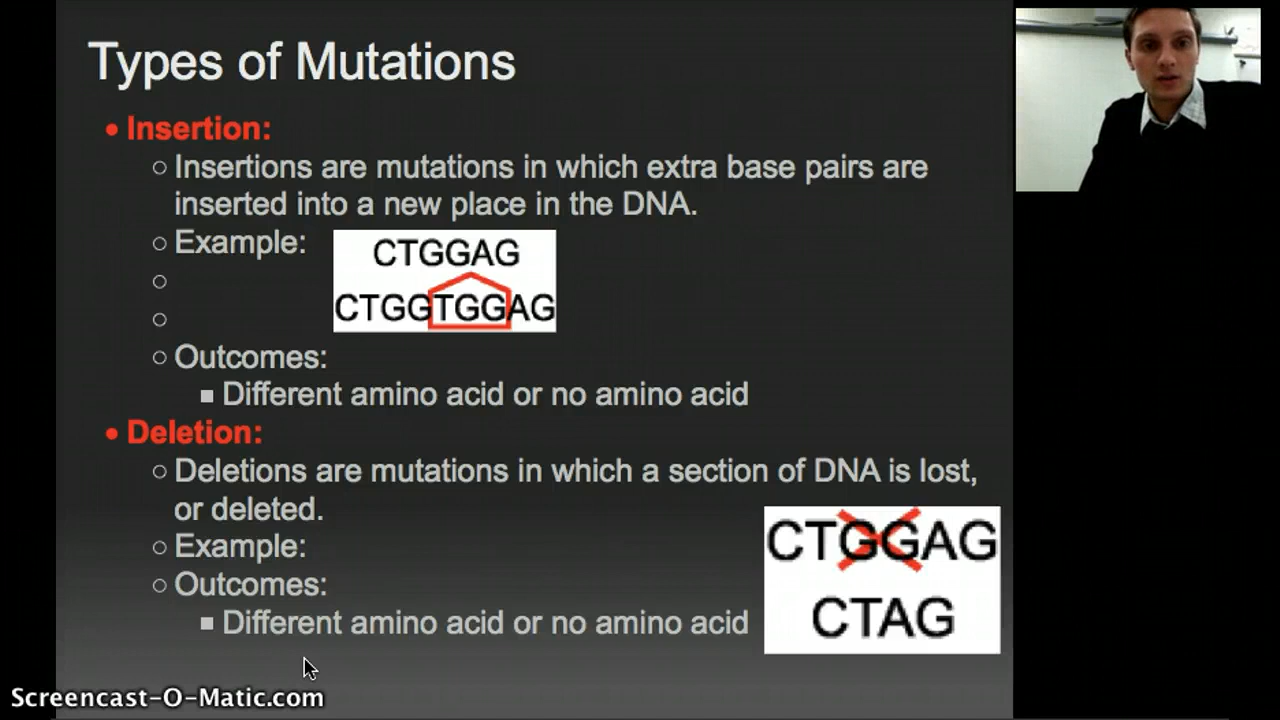 Types of Mutations
• Insertion:
○ Insertions are mutations in which extra base pairs are
inserted into a new place in the DNA.
○ Example:
CTGGAG
○
CTGGTGGAG
○
○ Outcomes:
■ Different amino acid or no amino acid
• Deletion:
○ Deletions are mutations in which a section of DNA is lost,
or deleted.
○ Example:
CTGGAG
○ Outcomes:
CTAG
■ Different amino acid or no amino acid
Screencast-O-Matic.com